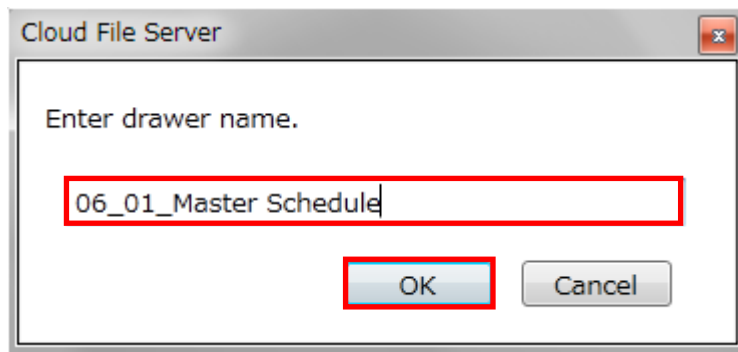 Cloud File Server
Enter drawer name.
06_01_Master Schedule
OK Cancel